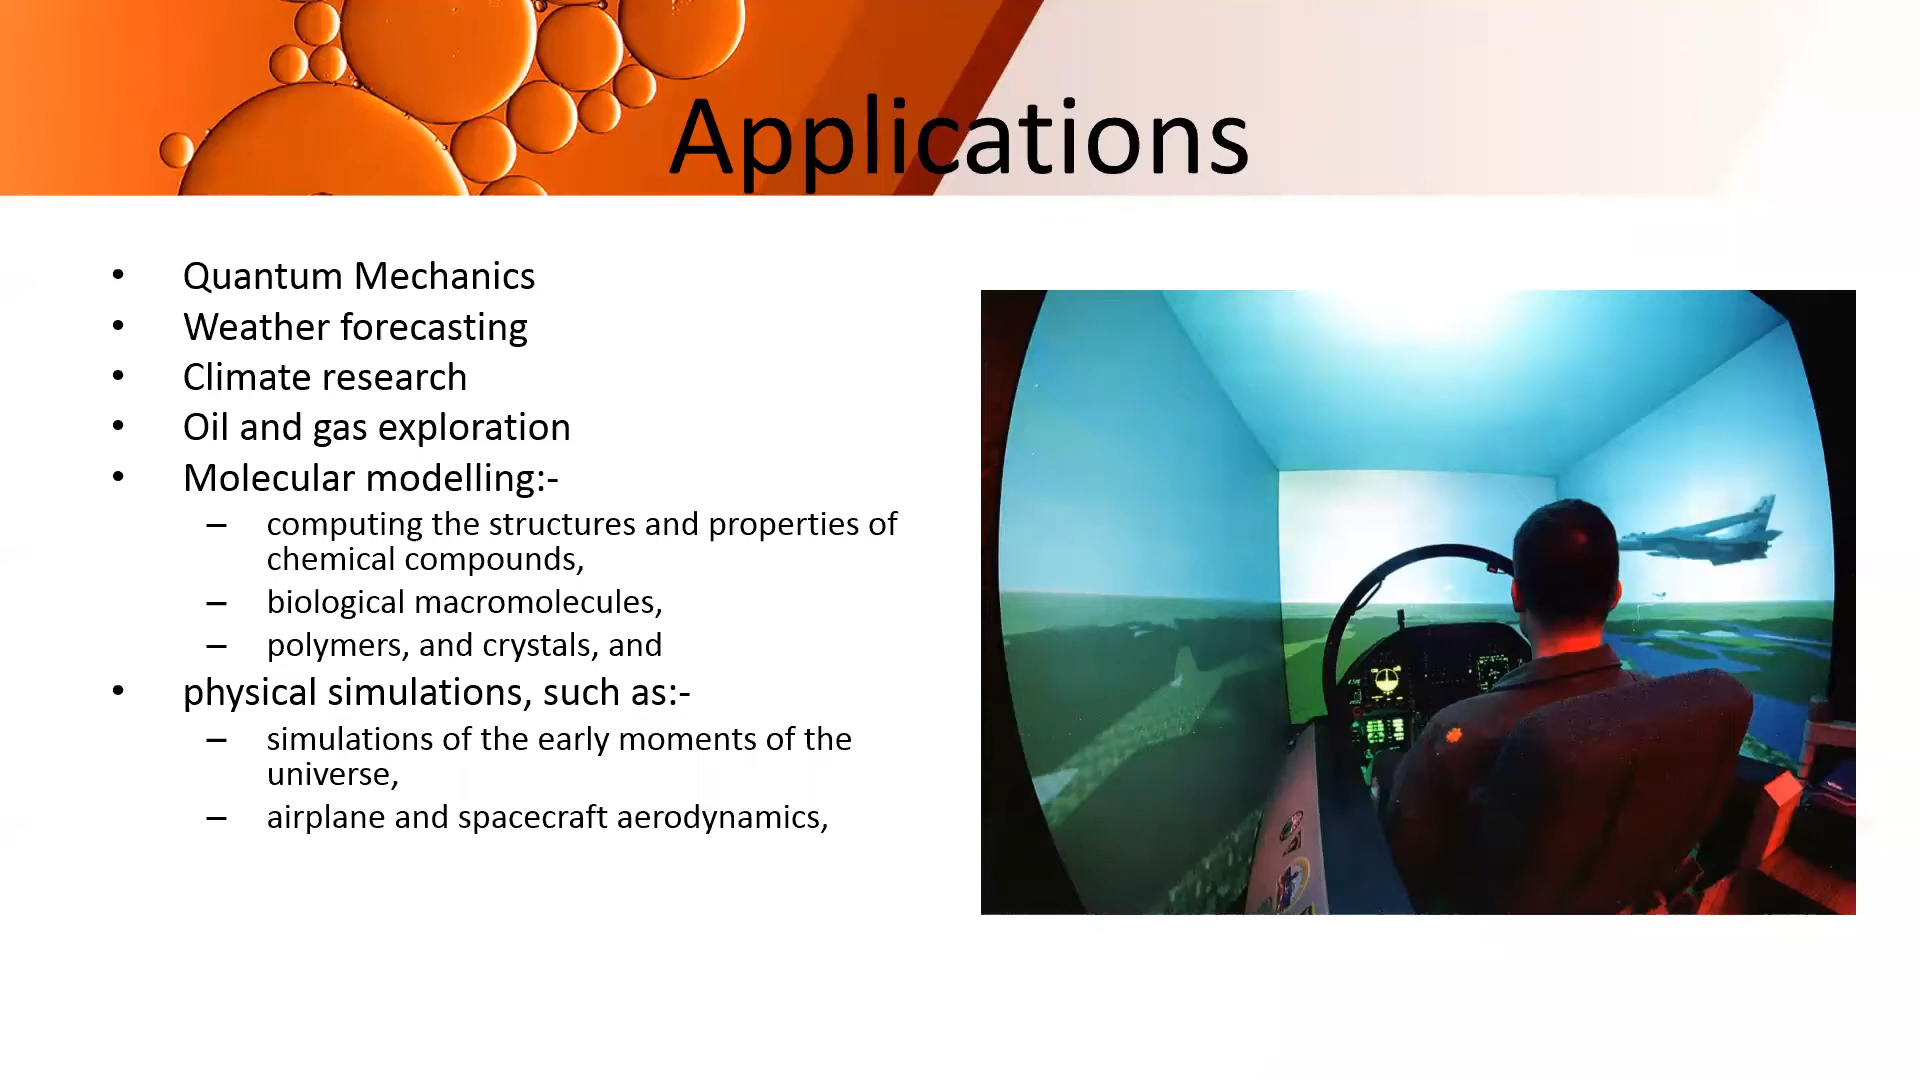 Applications
• Quantum Mechanics
• Weather forecasting
• Climate research
• Oil and gas exploration
• Molecular modelling:-
– computing the structures and properties of
chemical compounds,
– biological macromolecules,
– polymers, and crystals, and
• physical simulations, such as:-
– simulations of the early moments of the
universe,
– airplane and spacecraft aerodynamics,